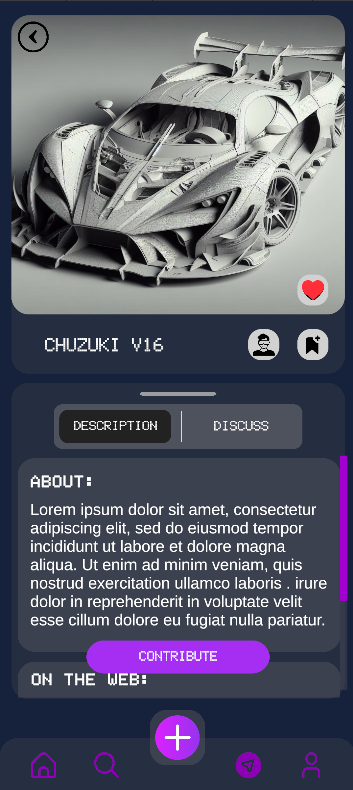 CHUZUKI V16
DESCRIPTION
DISCUSS
ABOUT:
Lorem ipsum dolor sit amet, consectetur
adipiscing elit, sed do eiusmod tempor
incididunt ut labore et dolore magna
aliqua. Ut enim ad minim veniam, quis
nostrud exercitation ullamco laboris . irure
dolor in reprehenderit in voluptate velit
esse cillum dolore eu fugiat nulla pariatur.
CONTRIBUTE
ON THE WEB: